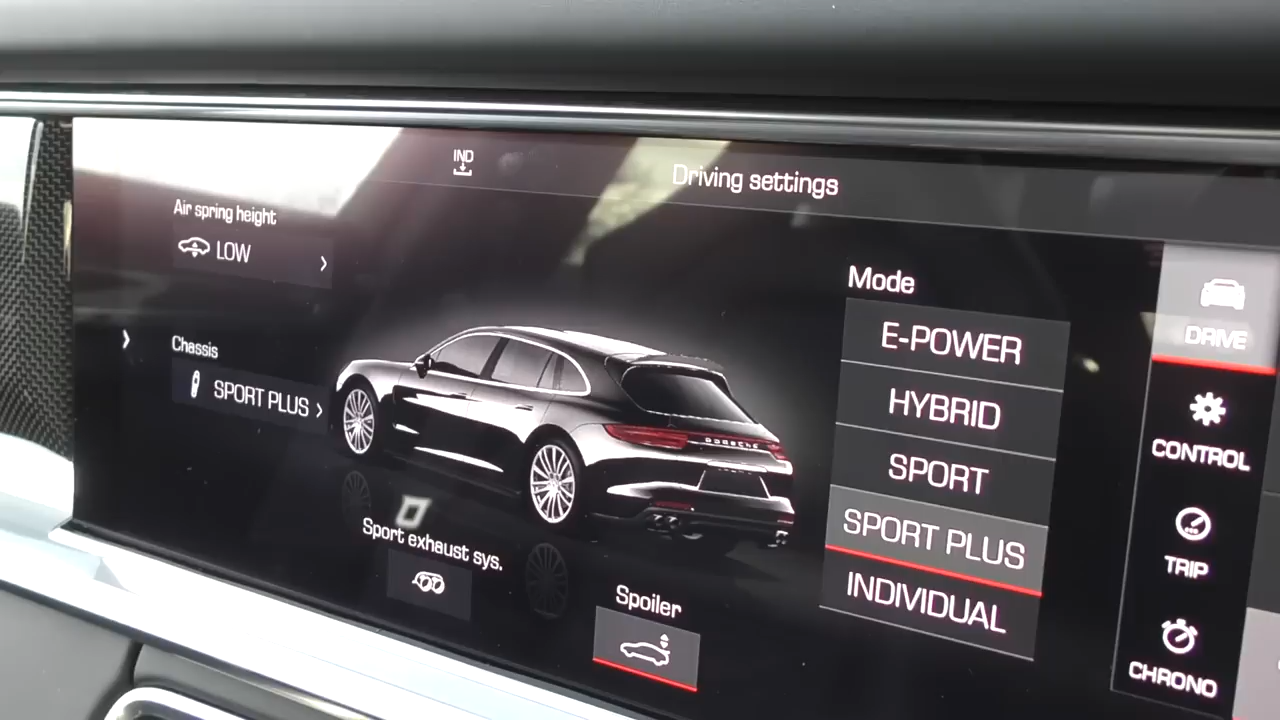 IND
Driving settings
Air spring height
LOW
Chassis
SPORT PLUS
Mode
E-POWER
HYBRID
SPORT
SPORT PLUS
INDIVIDUAL
PORSCHE
Sport exhaust sys.
Spoiler
DRIVE
CONTROL
TRIP
CHRONO